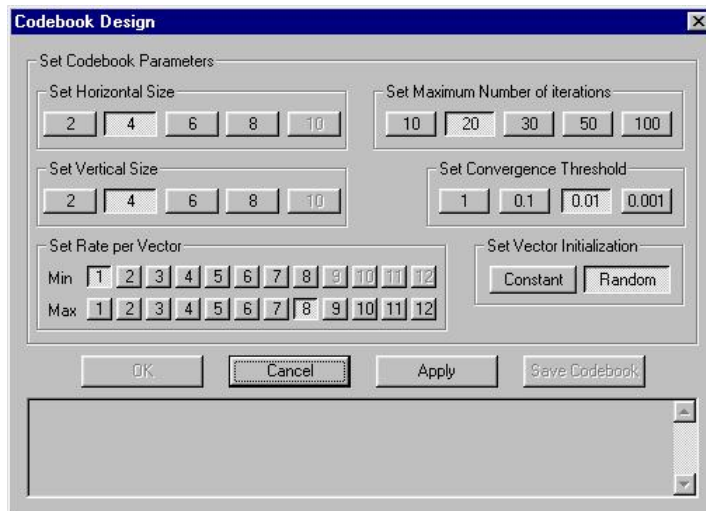 Codebook Design
Set Codebook Parameters
Set Horizontal Size
2 4 6 8 10
Set Maximum Number of iterations
10 20 30 50 100
Set Vertical Size
2 4 6 8 10
Set Convergence Threshold
1 0.1 0.01 0.001
Set Rate per Vector
Min 1 2 3 4 5 6 7 8 9 10 11 12
Max 1 2 3 4 5 6 7 8 9 10 11 12
Set Vector Initialization
Constant Random
OK Cancel Apply Save Codebook